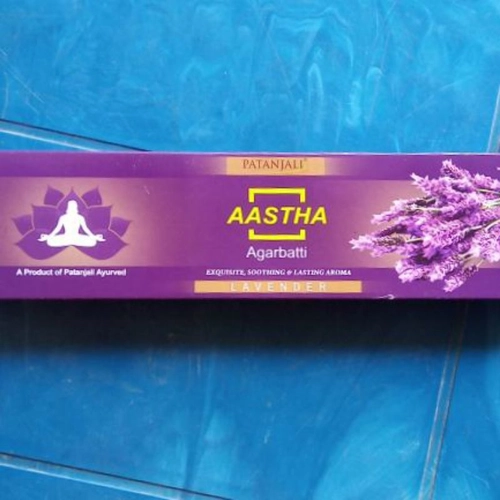 PATANJALI®
AASTHA
Agarbatti
EXQUISITE, SOOTHING & LASTING AROMA
LAVENDER
A Product of Patanjali Ayurved